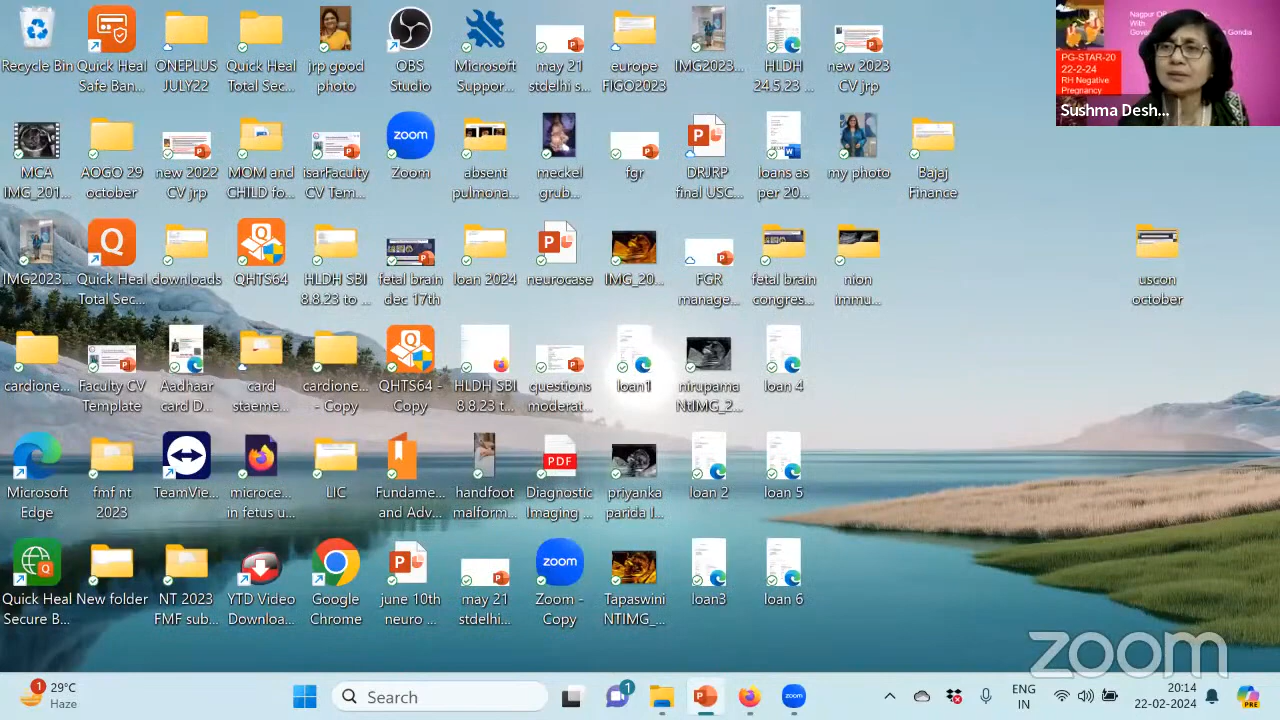 Recycle Bin
Quick Heal
Safe Ban...
ONEPLUS
JULY22
Quick Heal
Total Sec...
jrp good
photo
OBS
Studio
Microsoft
Suppor...
may 21
stdelhi s...
europe
FIGO2023
IMG2023...
HLDH
24.5.23 ...
May 2023
CV jrp
Nagpur
With
Gondia
PG-STAR-20
22-2-24
RH Negative
Pregnancy
Sushma Desh...
MCA
IMG_201...
AOGO 29
october
new 2022
CV jrp
MOM and
CHILD fo...
isarFaculty
CV Tem...
zoom
Zoom
absent
pulmona...
meckel
grub...
fgr
DRJRP
final USC...
loans as
per 20...
my photo
Bajaj
Finance
IMG2023...
Quick Heal
Total Sec...
downloads
QHTS64
HLDH SBI
8.8.23 to ...
fetal brain
dec 17th
loan 2024
neurocase
IMG_20...
FGR
manage...
fetal brain
congres...
nion
immu...
uscon
october
cardione...
Faculty CV
Template
Aadhaar
card D...
card
staeme...
cardione...
- Copy
QHTS64 -
Copy
HLDH SBI
8.8.23 t...
questions
moderat...
loan1
nirupama
NtIMG_2...
loan 4
Microsoft
Edge
fmf nt
2023
TeamVie...
microce...
in fetus u...
LIC
Fundame...
and Adv...
handfoot
malform...
PDF
Diagnostic
Imaging ...
priyanka
parida I...
loan 2
loan 5
Quick Heal
Secure B...
New folder
NT 2023
FMF sub...
YTD Video
Downloa...
Google
Chrome
june 10th
neuro ...
may 21
stdelhi...
zoom
Zoom -
Copy
Tapaswini
NTIMG_...
loan3
loan 6
zoom
1
29°C
Haze
Search
1
zoom
ENG
IN
20:14
22-02-2024
PRE